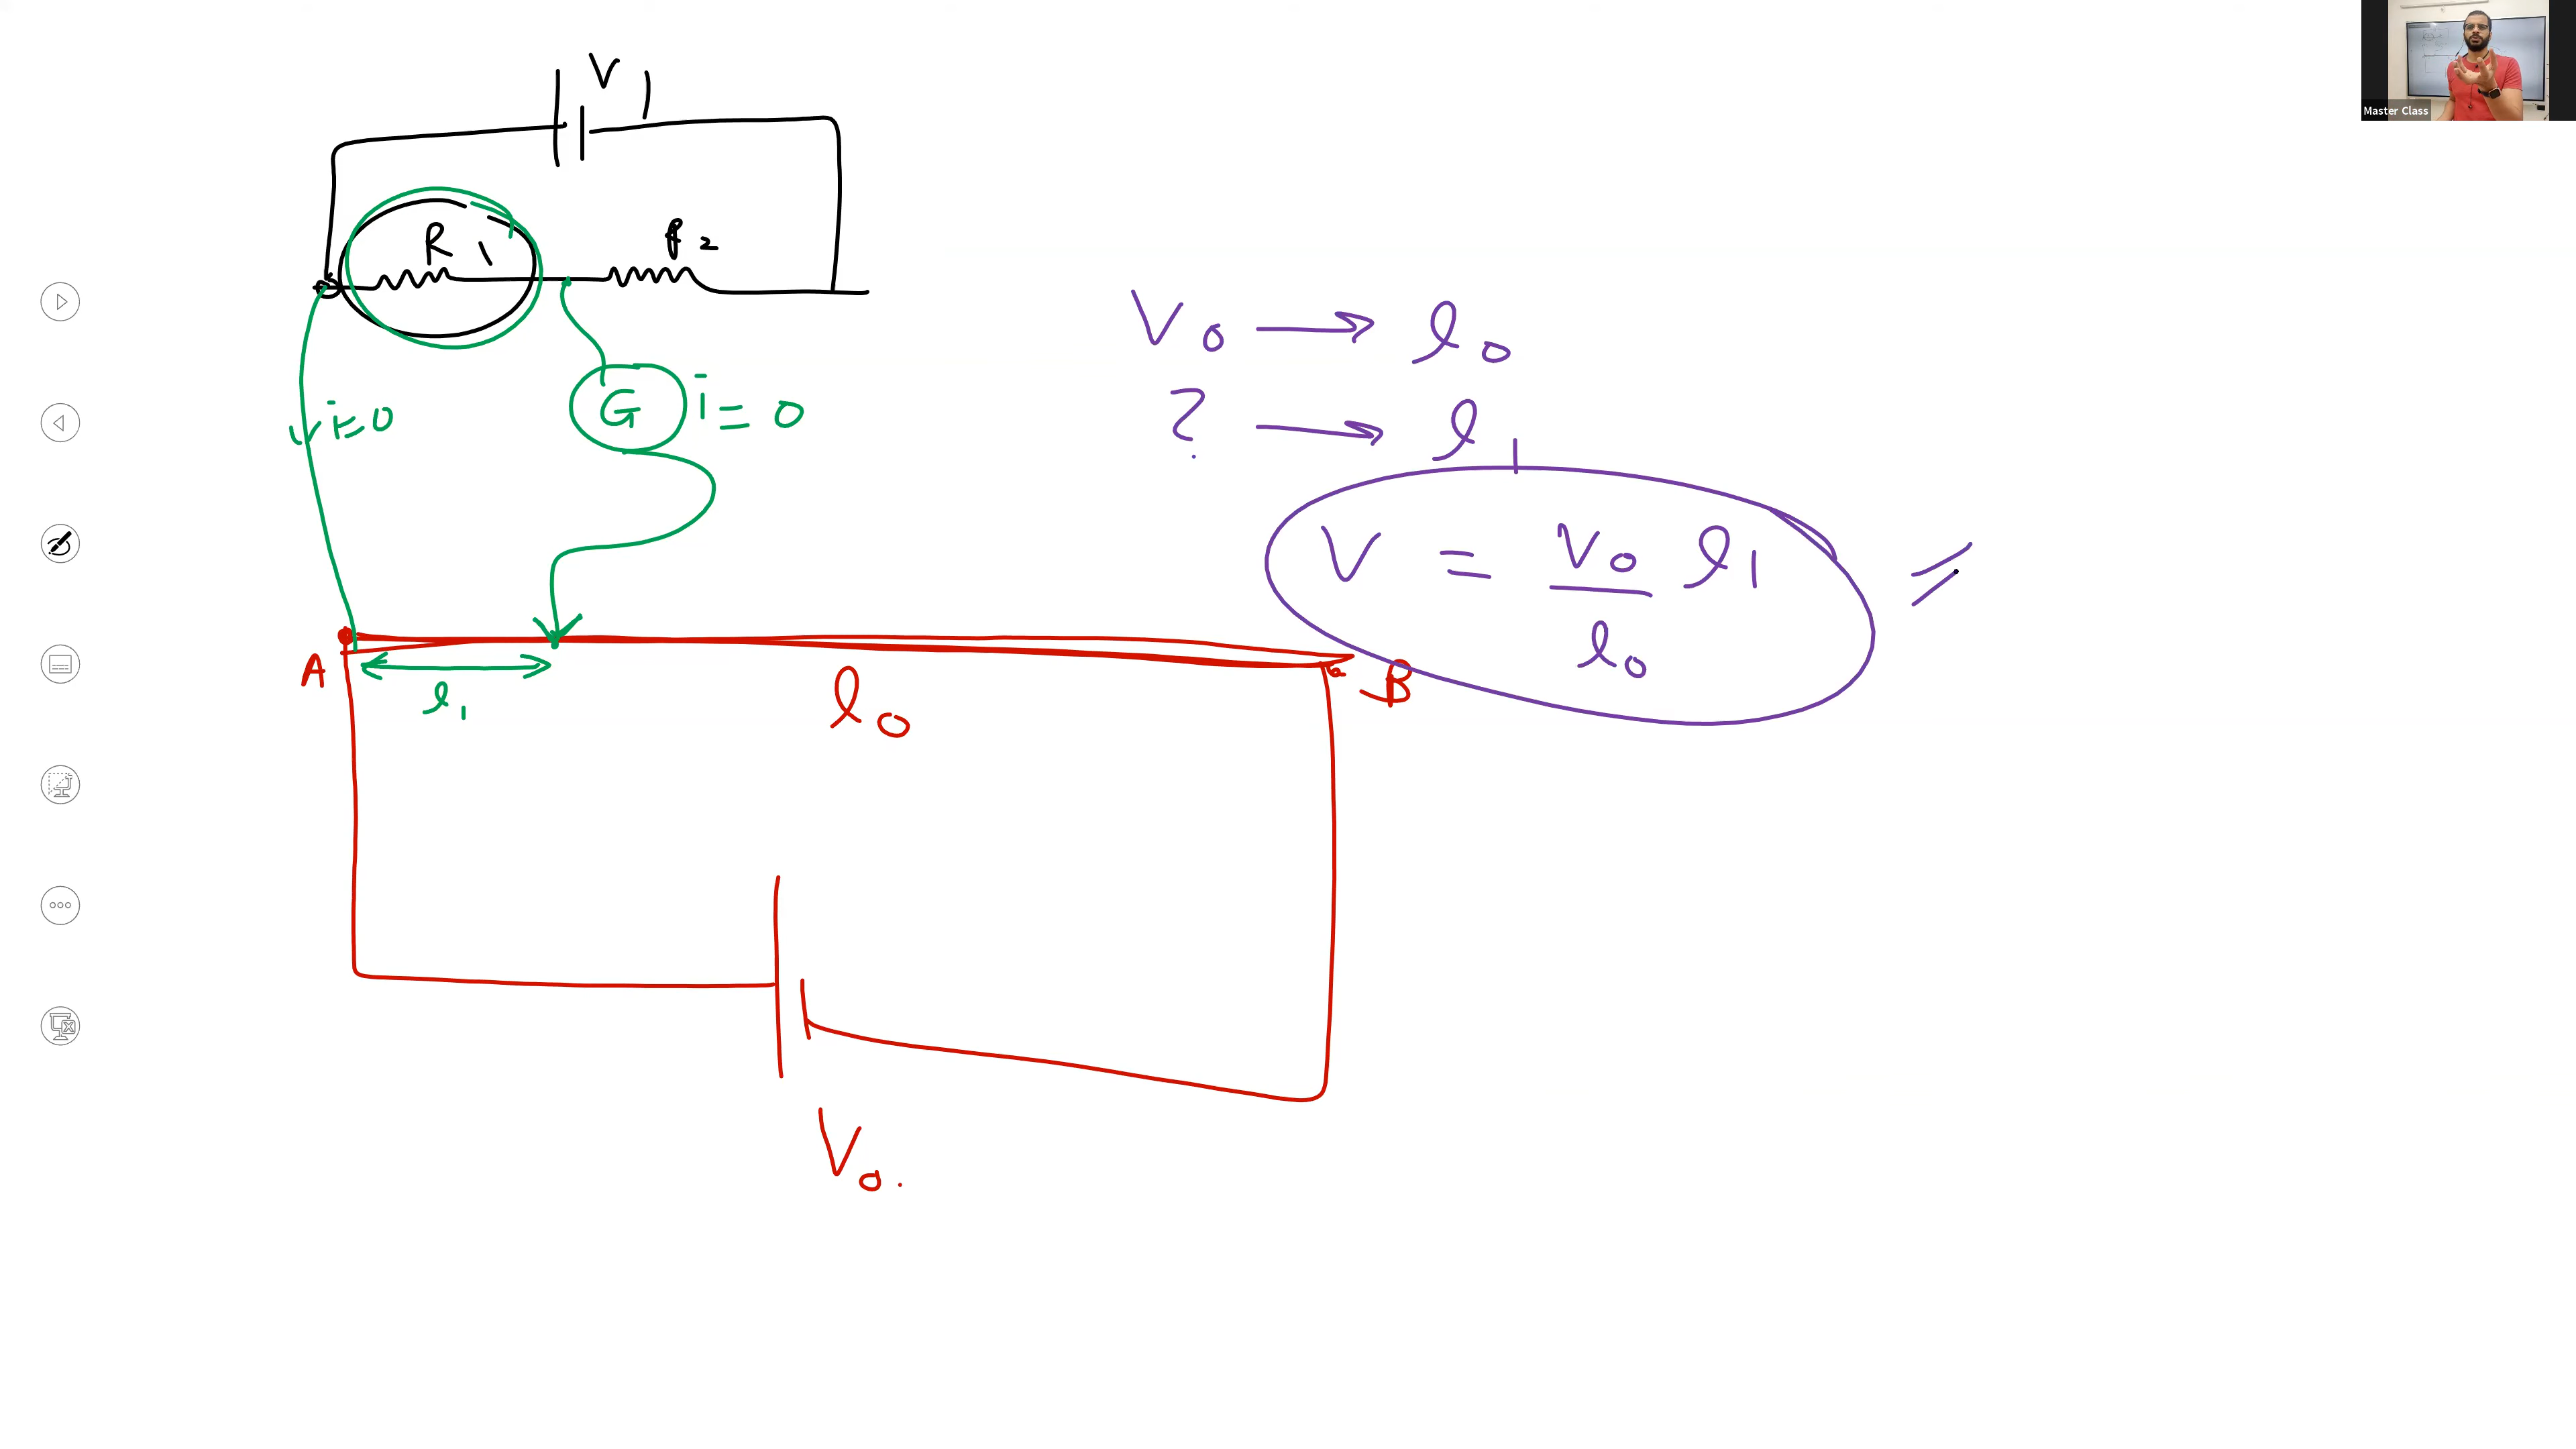 V1
Master Class
R1
R2
V0 → l0
i=0
G i=0
? → l1
V = V0/l0 l1
A
B
l1
l0
V0.